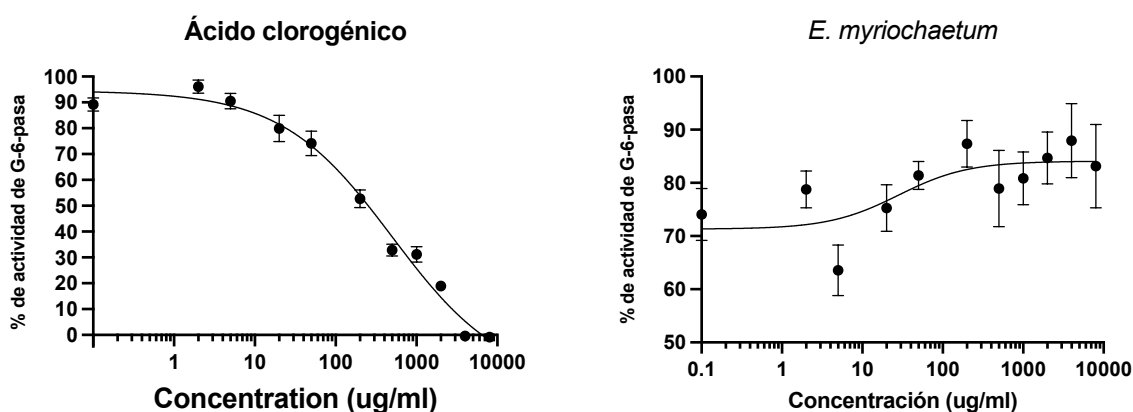 Ácido clorogénico
% de actividad de G-6-pasa
100
90
80
70
60
50
40
30
20
10
0
1 10 100 1000 10000
Concentration (ug/ml)
E. myriochaetum
% de actividad de G-6-pasa
100
90
80
70
60
50
0.1 1 10 100 1000 10000
Concentración (ug/ml)